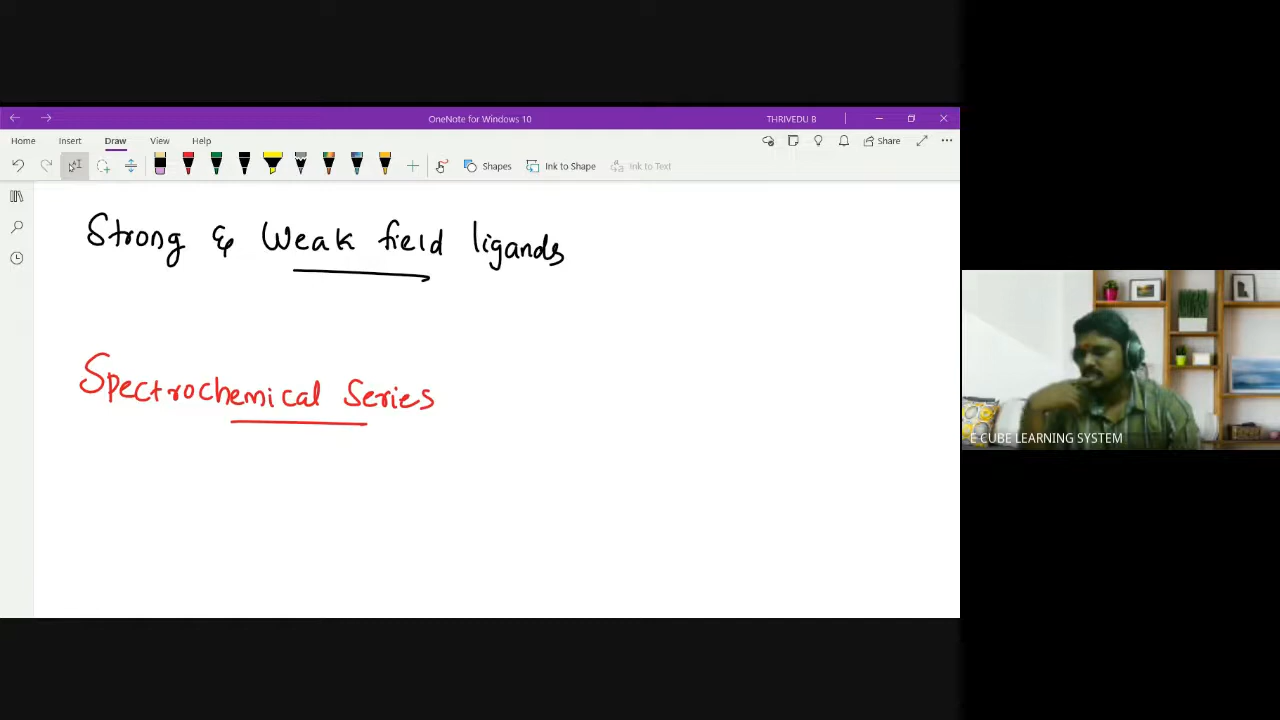 OneNote for Windows 10
THRIVEDU B
Home Insert Draw View Help
Share
Shapes Ink to Shape Ink to Text
Strong & Weak field ligands
Spectrochemical Series
E CUBE LEARNING SYSTEM